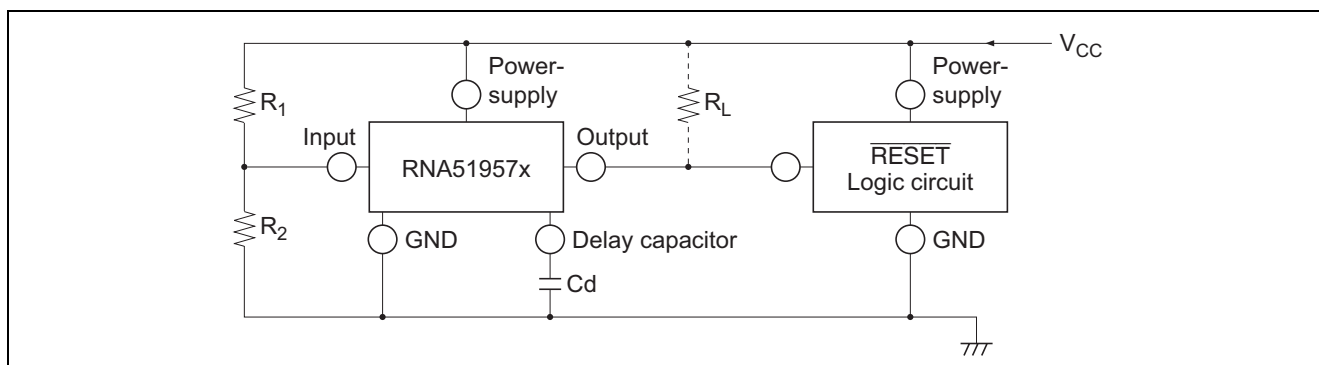 V_CC
Power-
supply
Power-
supply
R_1
R_L
Input
Output
RNA51957x
RESET
Logic circuit
R_2
GND
Delay capacitor
GND
Cd